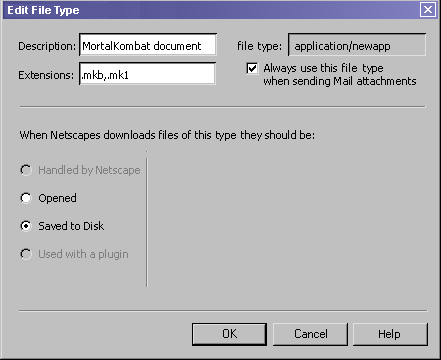 Edit File Type
Description: MortalKombat document file type: application/newapp
Extensions: .mkb,.mk1 Always use this file type
when sending Mail attachments
When Netscapes downloads files of this type they should be:
Handled by Netscape
Opened
Saved to Disk
Used with a plugin
OK Cancel Help